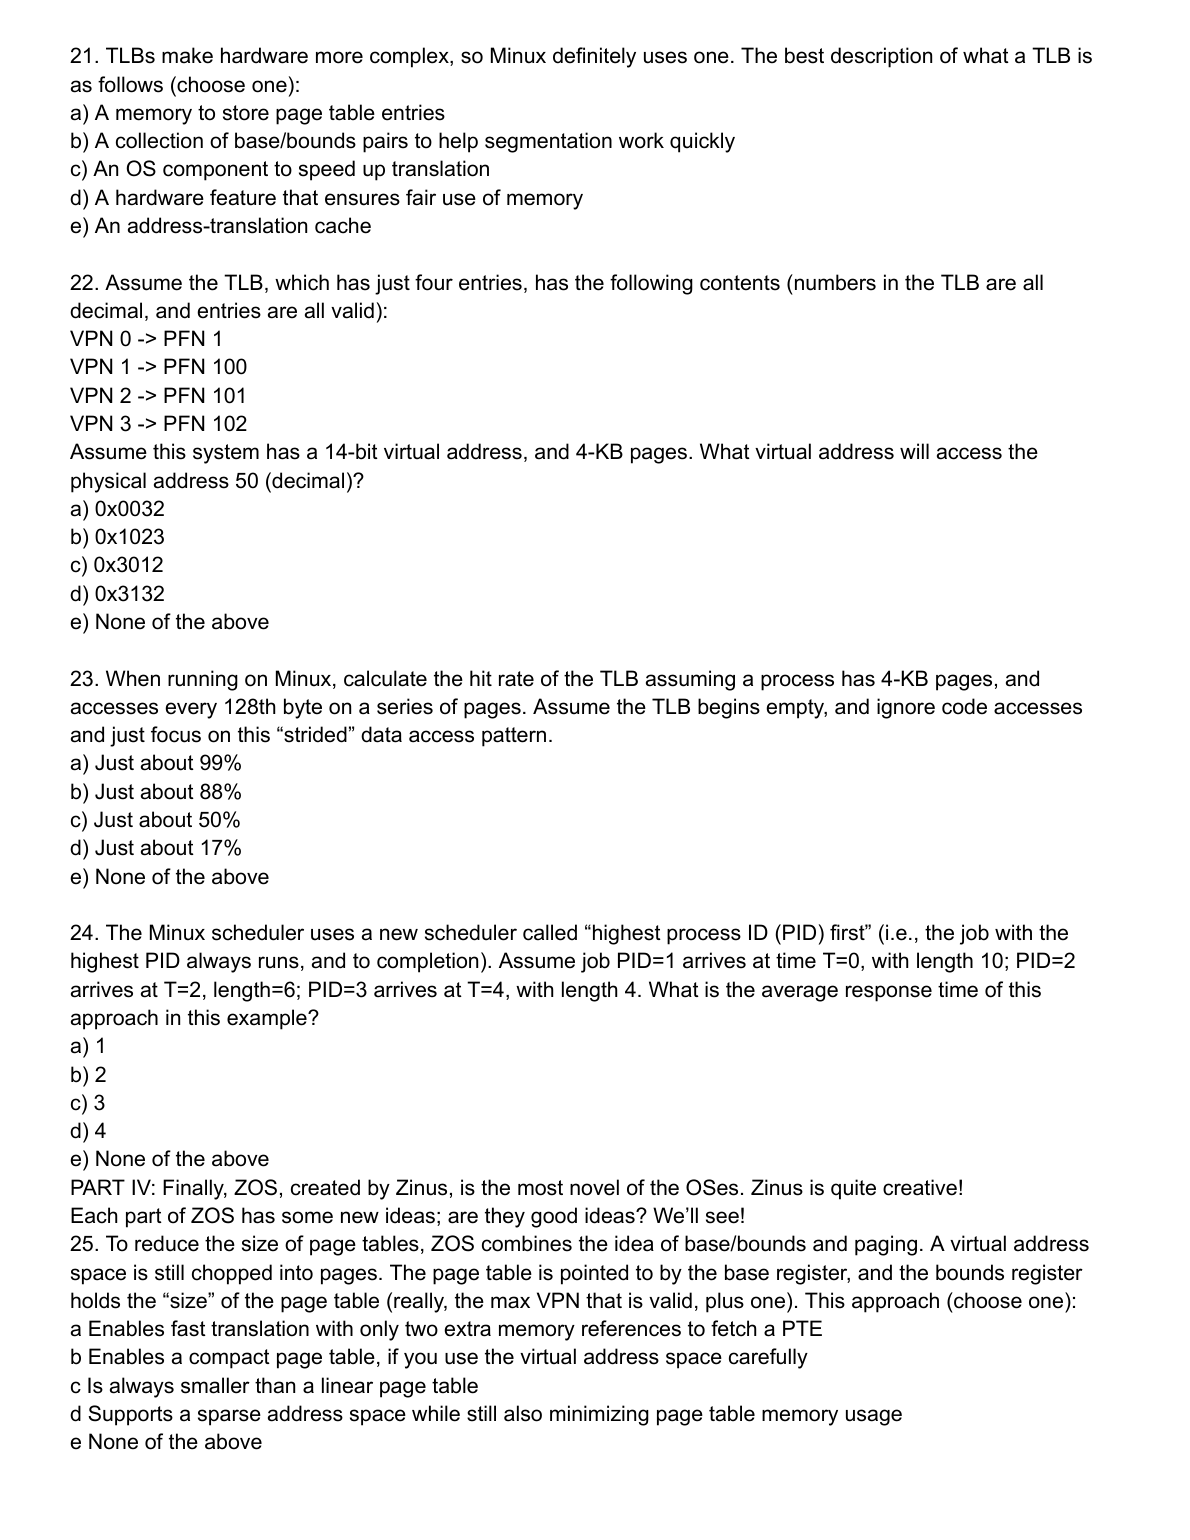 21. TLBs make hardware more complex, so Minux definitely uses one. The best description of what a TLB is
as follows (choose one):
a) A memory to store page table entries
b) A collection of base/bounds pairs to help segmentation work quickly
c) An OS component to speed up translation
d) A hardware feature that ensures fair use of memory
e) An address-translation cache
22. Assume the TLB, which has just four entries, has the following contents (numbers in the TLB are all
decimal, and entries are all valid):
VPN 0 -> PFN 1
VPN 1 -> PFN 100
VPN 2 -> PFN 101
VPN 3 -> PFN 102
Assume this system has a 14-bit virtual address, and 4-KB pages. What virtual address will access the
physical address 50 (decimal)?
a) 0x0032
b) 0x1023
c) 0x3012
d) 0x3132
e) None of the above
23. When running on Minux, calculate the hit rate of the TLB assuming a process has 4-KB pages, and
accesses every 128th byte on a series of pages. Assume the TLB begins empty, and ignore code accesses
and just focus on this “strided” data access pattern.
a) Just about 99%
b) Just about 88%
c) Just about 50%
d) Just about 17%
e) None of the above
24. The Minux scheduler uses a new scheduler called “highest process ID (PID) first” (i.e., the job with the
highest PID always runs, and to completion). Assume job PID=1 arrives at time T=0, with length 10; PID=2
arrives at T=2, length=6; PID=3 arrives at T=4, with length 4. What is the average response time of this
approach in this example?
a) 1
b) 2
c) 3
d) 4
e) None of the above
PART IV: Finally, ZOS, created by Zinus, is the most novel of the OSes. Zinus is quite creative!
Each part of ZOS has some new ideas; are they good ideas? We’ll see!
25. To reduce the size of page tables, ZOS combines the idea of base/bounds and paging. A virtual address
space is still chopped into pages. The page table is pointed to by the base register, and the bounds register
holds the “size” of the page table (really, the max VPN that is valid, plus one). This approach (choose one):
a Enables fast translation with only two extra memory references to fetch a PTE
b Enables a compact page table, if you use the virtual address space carefully
c Is always smaller than a linear page table
d Supports a sparse address space while still also minimizing page table memory usage
e None of the above